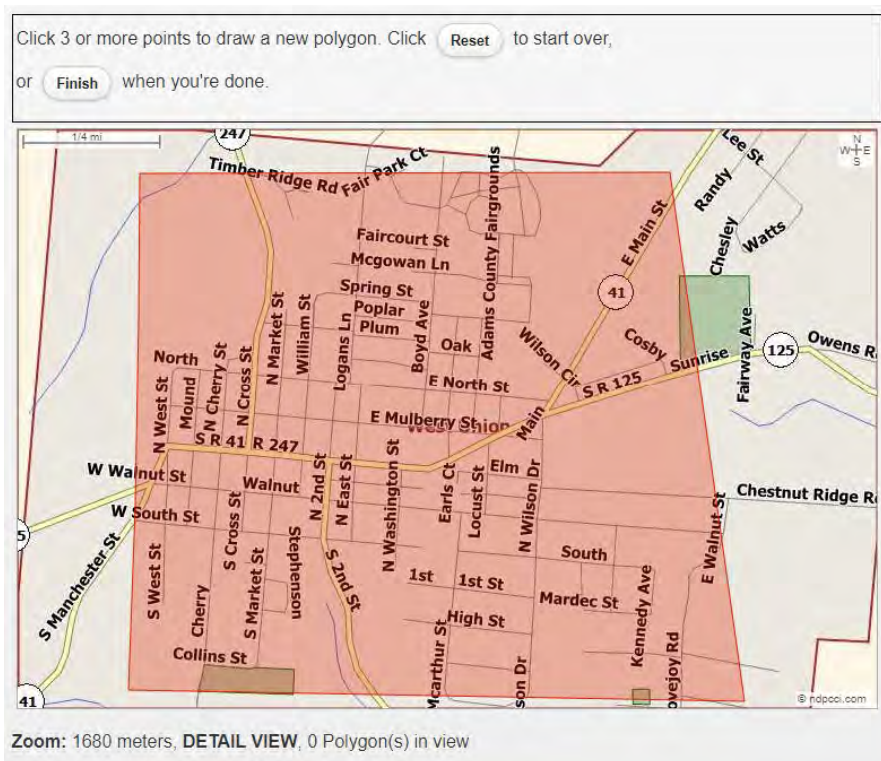 Click 3 or more points to draw a new polygon. Click Reset to start over,
or Finish when you're done.
1/4 mi
247
N
W E
S
Timber Ridge Rd
Fair Park Ct
Adams County Fairgrounds
Lee St
Randy
Chesley
Watts
E Main St
Faircourt St
Mcgowan Ln
Spring St
Poplar
Plum
41
N Market St
William St
Logans Ln
Boyd Ave
Oak
Wilson Cir
Cosby
Sunrise
Fairway Ave
125
Owens R
North
N West St
Mound
N Cherry St
N Cross St
E North St
S R 125
E Mulberry St
West Union
Main
S R 41
R 247
W Walnut St
Walnut
N 2nd St
N East St
N Washington St
Earls Ct
Locust St
Elm
N Wilson Dr
Chestnut Ridge R
W South St
5
S Cross St
S Manchester St
S West St
Cherry
S Market St
Stephenson
S 2nd St
South
E Walnut St
1st
1st St
Mardec St
High St
Kennedy Ave
Collins St
Mcarthur St
son Dr
ovejoy Rd
41
© ndpcci.com
Zoom: 1680 meters, DETAIL VIEW, 0 Polygon(s) in view